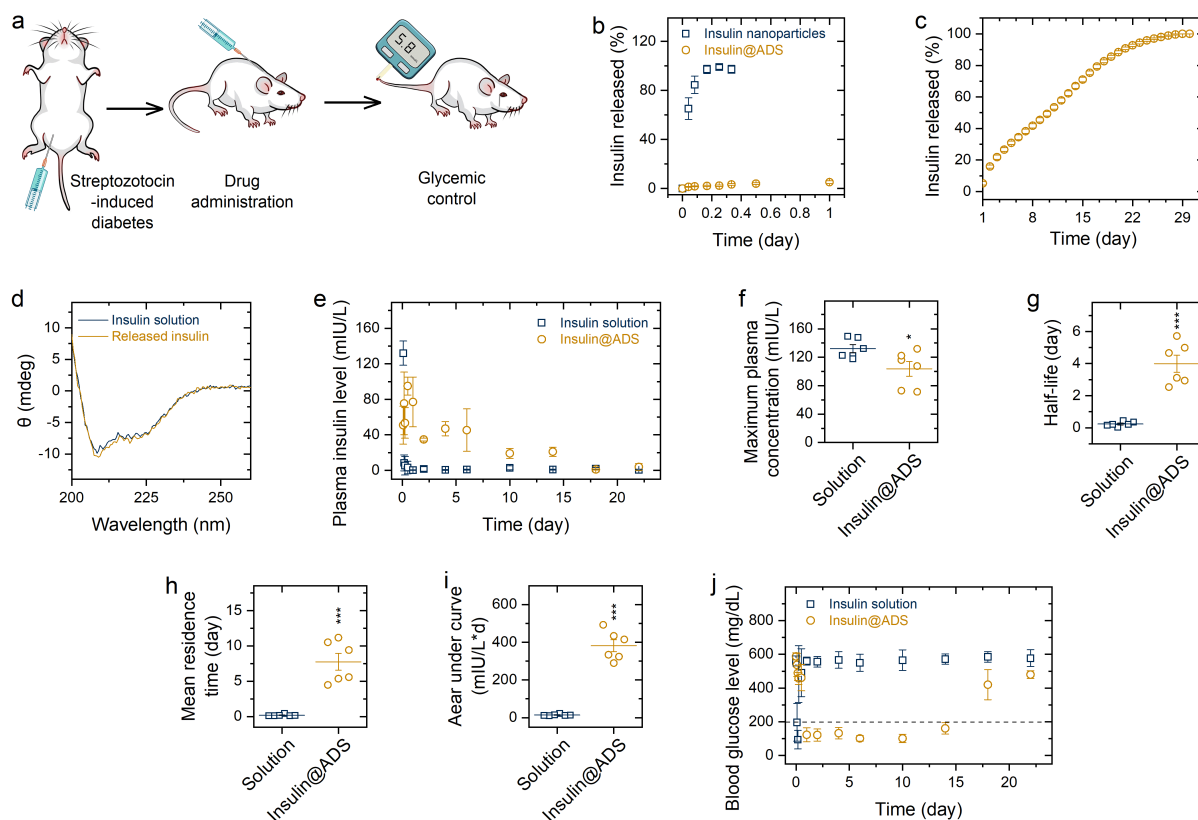 a
5.8
Streptozotocin
-induced
diabetes
Drug
administration
Glycemic
control
b
Insulin released (%)
120
80
40
0
Insulin nanoparticles
Insulin@ADS
0 0.2 0.4 0.6 0.8 1
Time (day)
c
Insulin released (%)
100
80
60
40
20
0
1 8 15 22 29
Time (day)
d
θ (mdeg)
10
5
0
-5
-10
Insulin solution
Released insulin
200 225 250
Wavelength (nm)
e
Plasma insulin level (mIU/L)
160
120
80
40
0
Insulin solution
Insulin@ADS
0 5 10 15 20
Time (day)
f
Maximum plasma
concentration (mIU/L)
180
120
60
0
*
Solution
Insulin@ADS
g
Half-life (day)
6
4
2
0
***
Solution
Insulin@ADS
h
Mean residence
time (day)
15
10
5
0
***
Solution
Insulin@ADS
i
Aear under curve
(mIU/L*d)
600
400
200
0
***
Solution
Insulin@ADS
j
Blood glucose level (mg/dL)
800
600
400
200
0
Insulin solution
Insulin@ADS
0 5 10 15 20
Time (day)